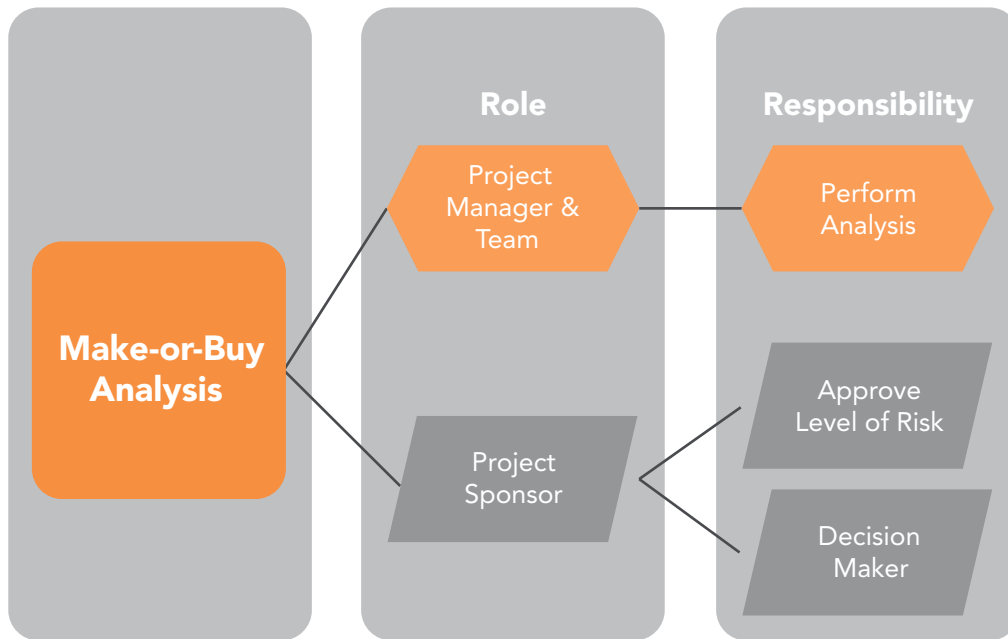 Make-or-Buy
Analysis
Role
Project
Manager &
Team
Project
Sponsor
Responsibility
Perform
Analysis
Approve
Level of Risk
Decision
Maker